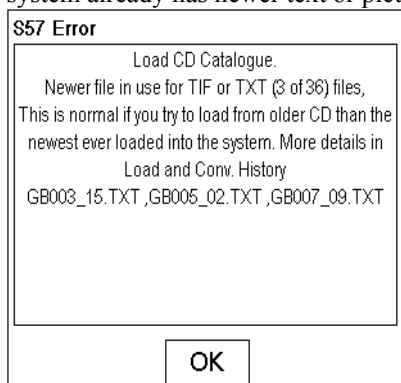 system already has newer text or pict
S57 Error
Load CD Catalogue.
Newer file in use for TIF or TXT (3 of 36) files,
This is normal if you try to load from older CD than the
newest ever loaded into the system. More details in
Load and Conv. History
GB003_15.TXT ,GB005_02.TXT ,GB007_09.TXT
OK